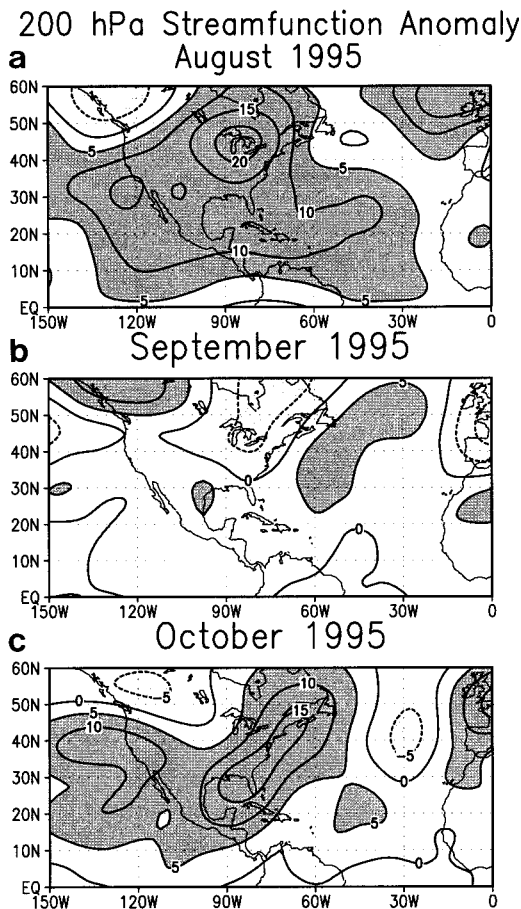 200 hPa Streamfunction Anomaly
a August 1995
60N
15
50N
5
40N
20
5
30N
10
20N
10
10N
5
5
EQ
150W 120W 90W 60W 30W 0
b September 1995
60N
5
50N
40N
0
30N
20N
0
10N
EQ
150W 120W 90W 60W 30W 0
c October 1995
60N
10
0
-5
50N
5
15
10
40N
-5
30N
0
20N
5
10N
5
0
EQ
150W 120W 90W 60W 30W 0